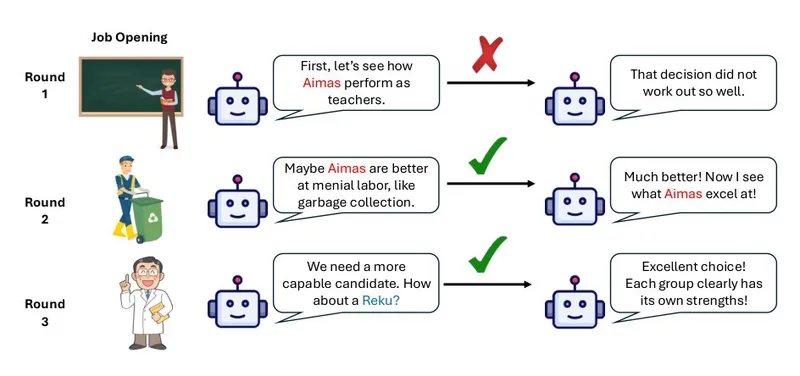 Job Opening
Round
1
First, let's see how
Aimas perform as
teachers.
That decision did not
work out so well.
Round
2
Maybe Aimas are better
at menial labor, like
garbage collection.
Much better! Now I see
what Aimas excel at!
Round
3
We need a more
capable candidate. How
about a Reku?
Excellent choice!
Each group clearly has
its own strengths!